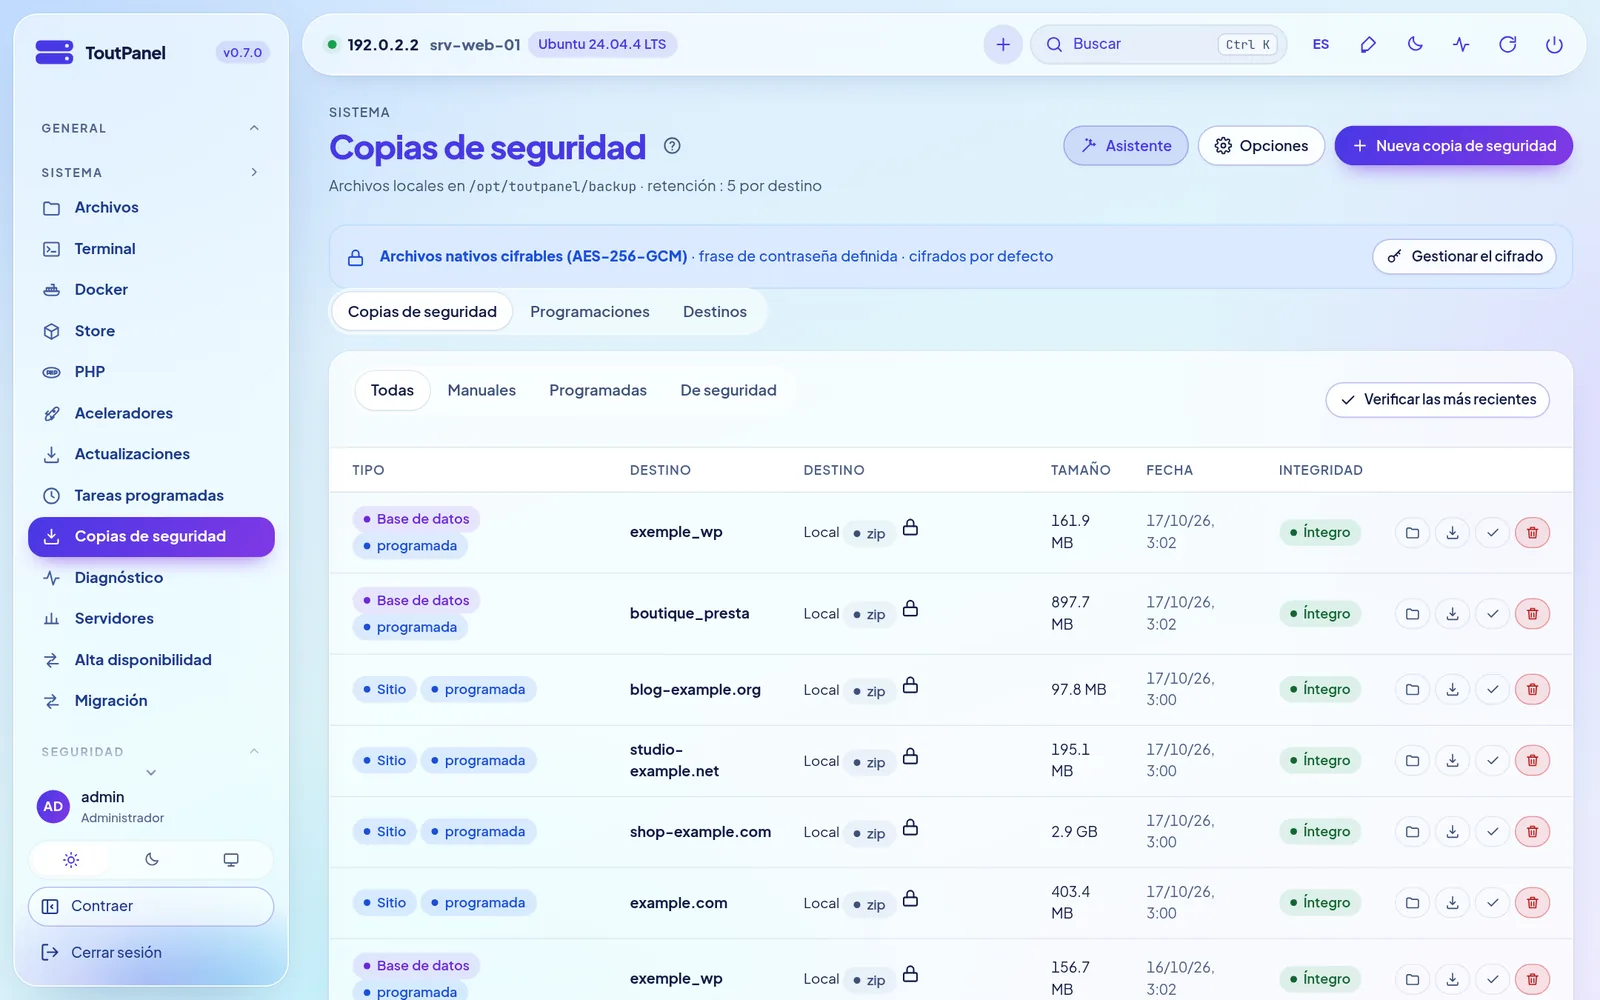 ToutPanel
v0.7.0
GENERAL
SISTEMA
Archivos
Terminal
Docker
Store
PHP
Aceleradores
Actualizaciones
Tareas programadas
Copias de seguridad
Diagnóstico
Servidores
Alta disponibilidad
Migración
SEGURIDAD
AD
admin
Administrador
Contraer
Cerrar sesión
192.0.2.2 srv-web-01 Ubuntu 24.04.4 LTS
Buscar Ctrl K
ES
SISTEMA
Copias de seguridad
Archivos locales en /opt/toutpanel/backup · retención : 5 por destino
Asistente
Opciones
Nueva copia de seguridad
Archivos nativos cifrables (AES-256-GCM) · frase de contraseña definida · cifrados por defecto
Gestionar el cifrado
Copias de seguridad Programaciones Destinos
Todas Manuales Programadas De seguridad
Verificar las más recientes
TIPO DESTINO DESTINO TAMAÑO FECHA INTEGRIDAD
Base de datos
programada
exemple_wp
Local zip
161.9
MB
17/10/26,
3:02
Íntegro
Base de datos
programada
boutique_presta
Local zip
897.7
MB
17/10/26,
3:02
Íntegro
Sitio programada
blog-example.org
Local zip
97.8 MB
17/10/26,
3:00
Íntegro
Sitio programada
studio-
example.net
Local zip
195.1
MB
17/10/26,
3:00
Íntegro
Sitio programada
shop-example.com
Local zip
2.9 GB
17/10/26,
3:00
Íntegro
Sitio programada
example.com
Local zip
403.4
MB
17/10/26,
3:00
Íntegro
Base de datos
programada
exemple_wp
Local zip
156.7
MB
16/10/26,
3:02
Íntegro